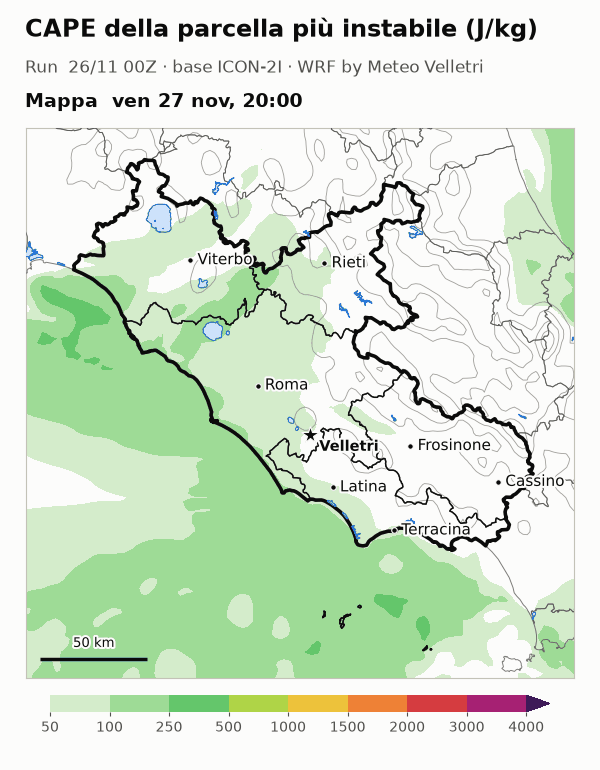 CAPE della parcella più instabile (J/kg)
Run  26/11 00Z · base ICON-2I · WRF by Meteo Velletri
Mappa  ven 27 nov, 20:00
Viterbo
Rieti
Roma
Velletri
Frosinone
Cassino
Latina
Terracina
50 km
50 100 250 500 1000 1500 2000 3000 4000